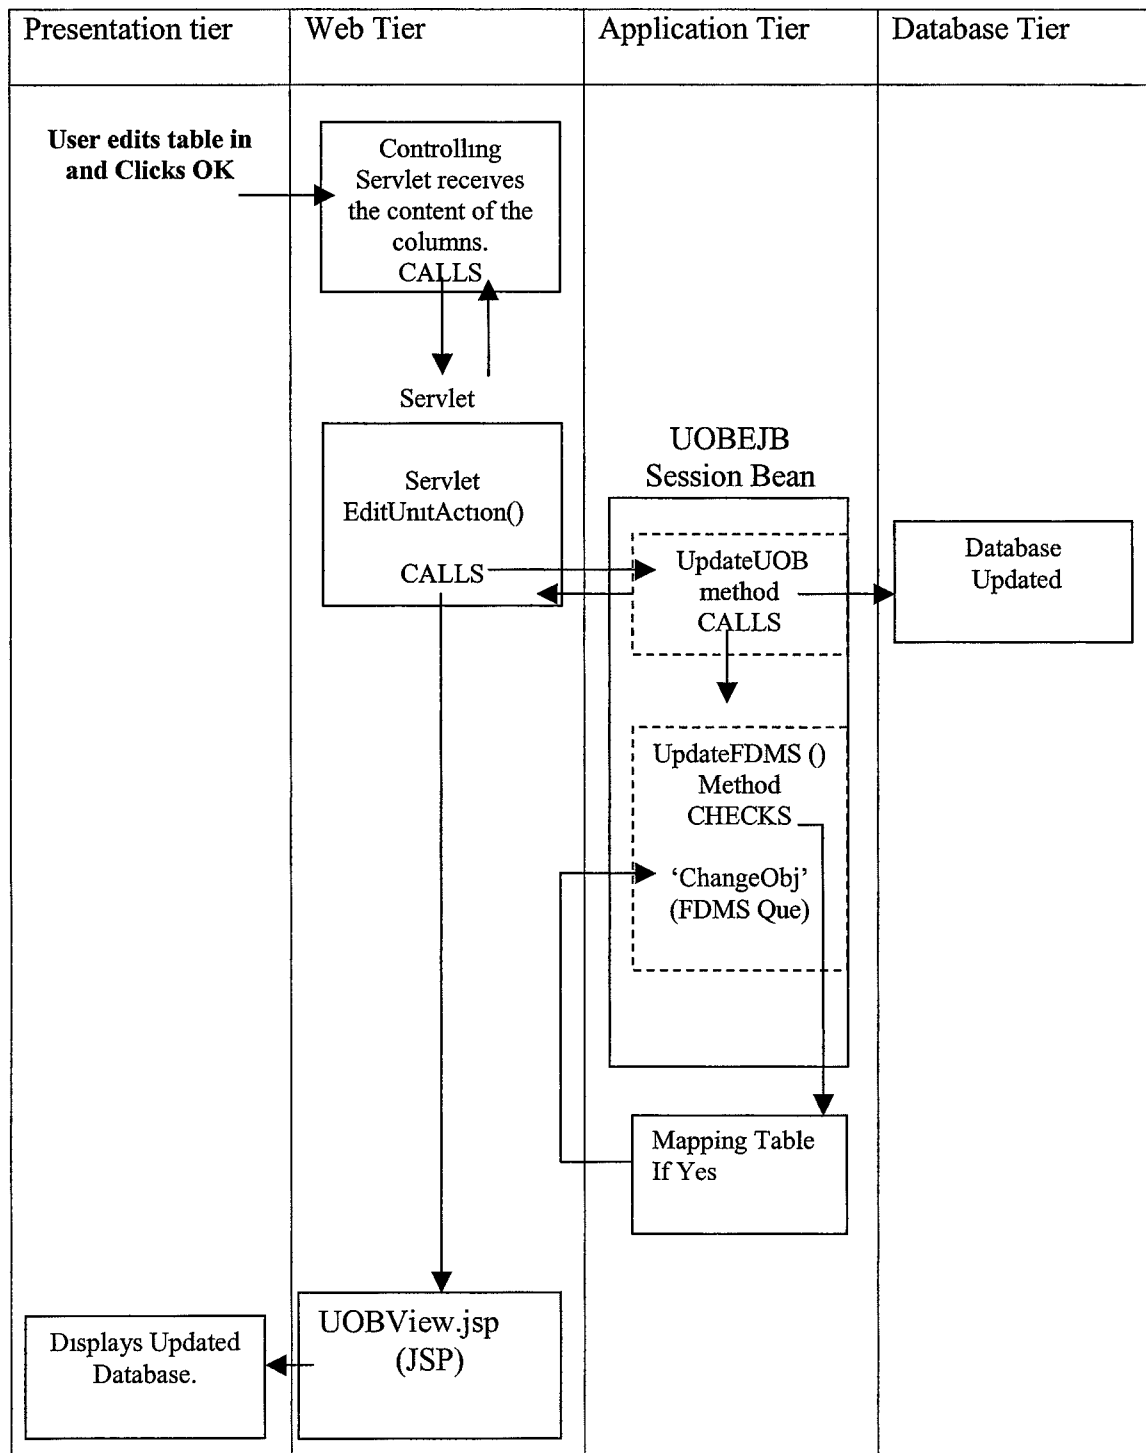 Presentation tier
Web Tier
Application Tier
Database Tier
User edits table in
and Clicks OK
Controlling
Servlet receives
the content of the
columns.
CALLS
Servlet
Servlet
EditUnitAction()
CALLS
UOBEJB
Session Bean
UpdateUOB
method
CALLS
Database
Updated
UpdateFDMS ()
Method
CHECKS
‘ChangeObj’
(FDMS Que)
Mapping Table
If Yes
UOBView.jsp
(JSP)
Displays Updated
Database.